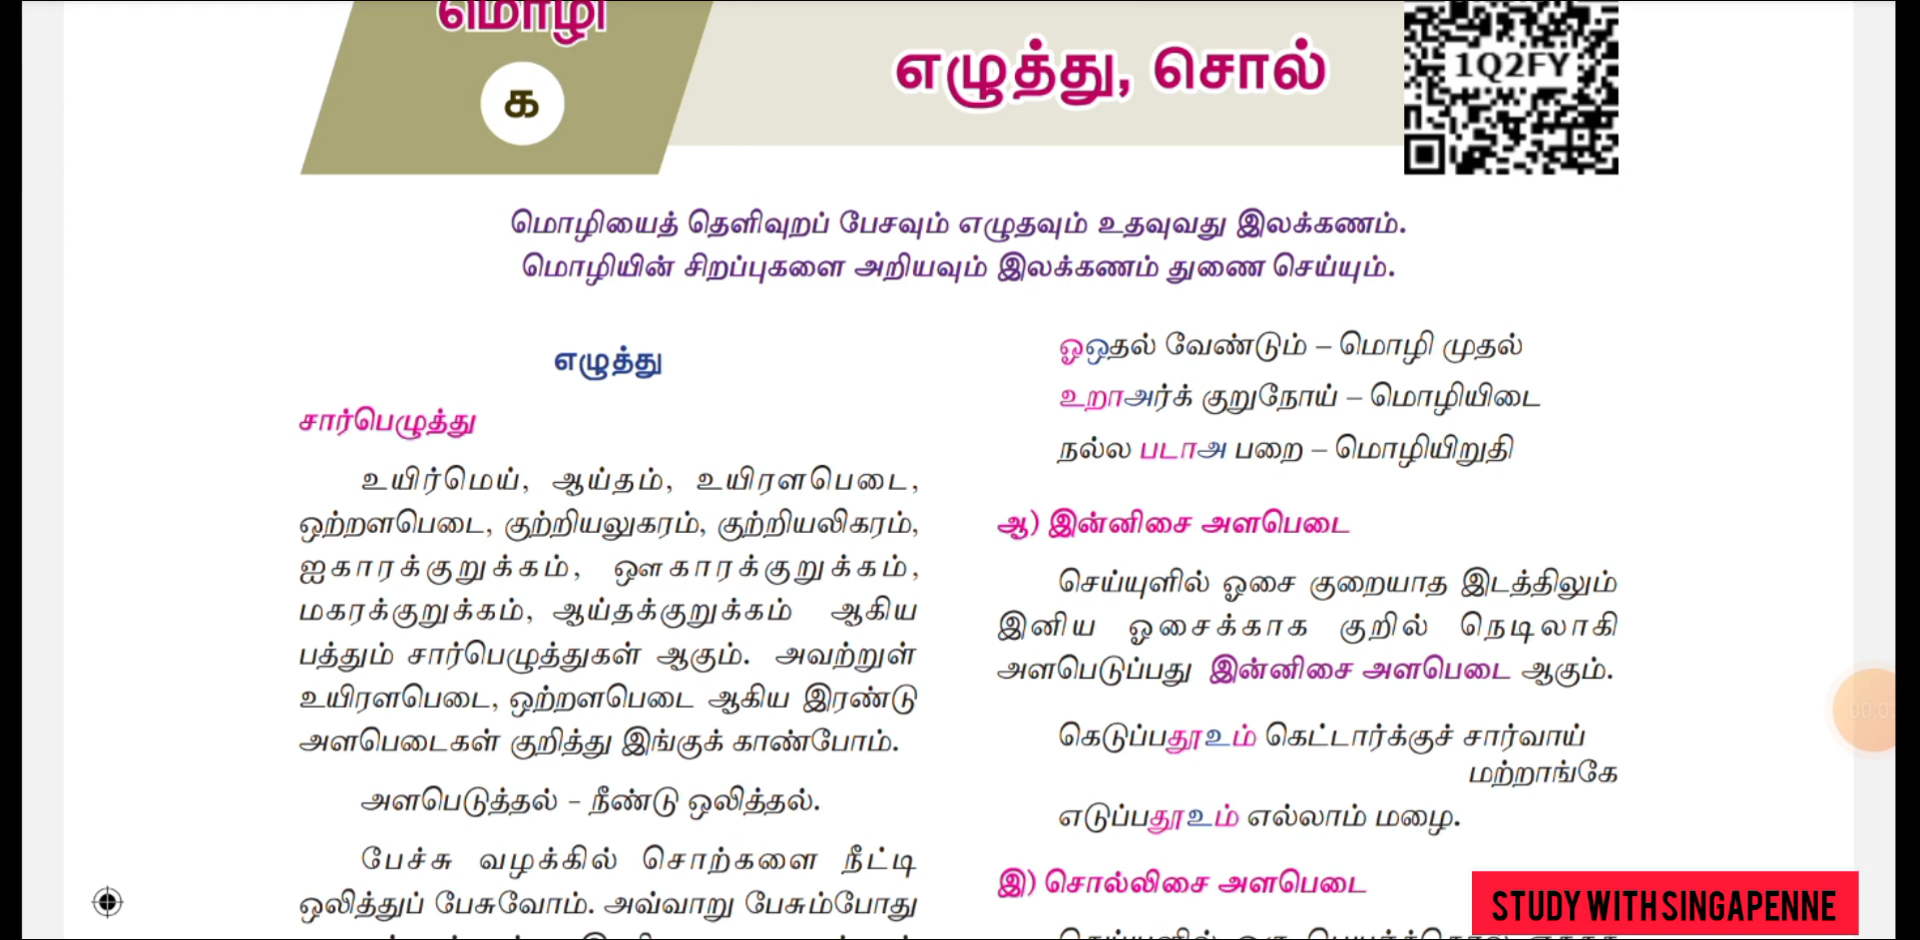 மொழி
க
எழுத்து, சொல்
1Q2FY
மொழியைத் தெளிவுறப் பேசவும் எழுதவும் உதவுவது இலக்கணம்.
மொழியின் சிறப்புகளை அறியவும் இலக்கணம் துணை செய்யும்.
எழுத்து
சார்பெழுத்து
உயிர்மெய், ஆய்தம், உயிரளபெடை,
ஒற்றளபெடை, குற்றியலுகரம், குற்றியலிகரம்,
ஐகாரக்குறுக்கம், ஔகாரக்குறுக்கம்,
மகரக்குறுக்கம், ஆய்தக்குறுக்கம் ஆகிய
பத்தும் சார்பெழுத்துகள் ஆகும். அவற்றுள்
உயிரளபெடை, ஒற்றளபெடை ஆகிய இரண்டு
அளபெடைகள் குறித்து இங்குக் காண்போம்.
அளபெடுத்தல் – நீண்டு ஒலித்தல்.
பேச்சு வழக்கில் சொற்களை நீட்டி
ஒலித்துப் பேசுவோம். அவ்வாறு பேசும்போது
ஓஒதல் வேண்டும் – மொழி முதல்
உறாஅர்க் குறுநோய் – மொழியிடை
நல்ல படாஅ பறை – மொழியிறுதி
ஆ) இன்னிசை அளபெடை
செய்யுளில் ஓசை குறையாத இடத்திலும்
இனிய ஓசைக்காக குறில் நெடிலாகி
அளபெடுப்பது இன்னிசை அளபெடை ஆகும்.
கெடுப்பதூஉம் கெட்டார்க்குச் சார்வாய்
மற்றாங்கே
எடுப்பதூஉம் எல்லாம் மழை.
இ) சொல்லிசை அளபெடை
STUDY WITH SINGAPENNE